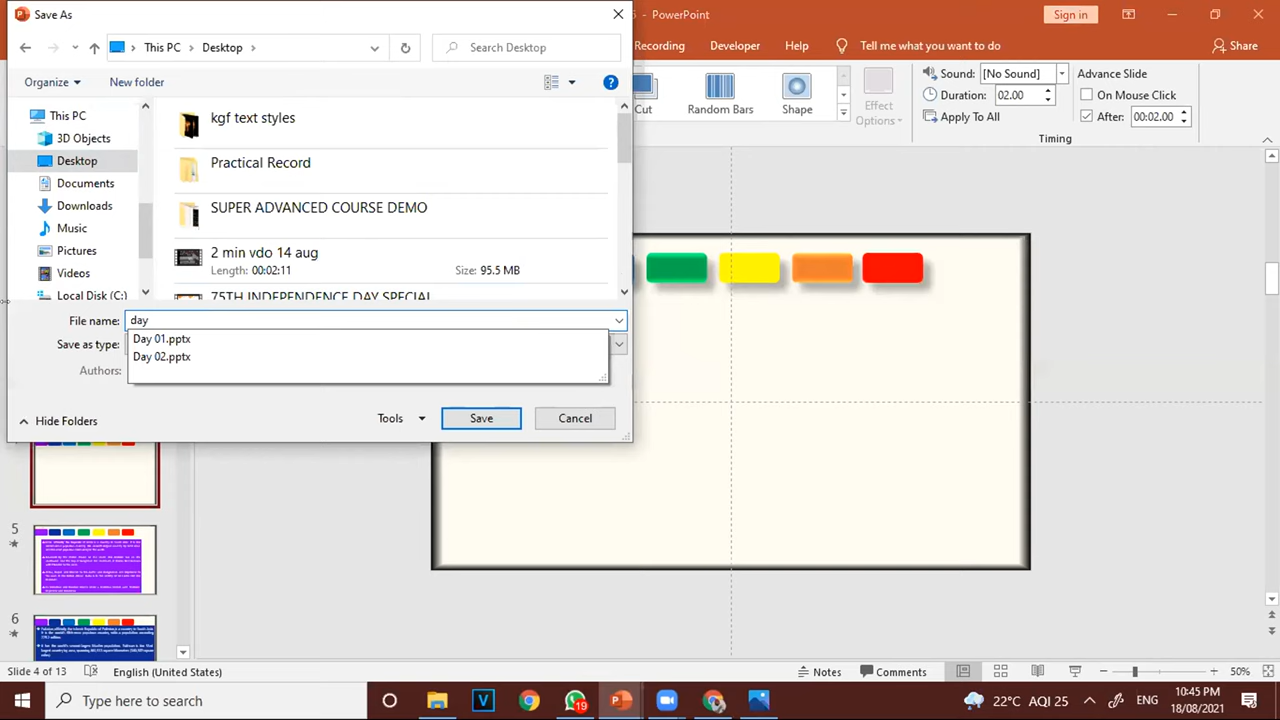 Save As
PowerPoint
Sign in
This PC
Desktop
Search Desktop
Recording
Developer
Help
Tell me what you want to do
Share
Organize
New folder
Cut
Random Bars
Shape
Effect
Options
Sound:
[No Sound]
Duration:
02.00
Apply To All
Advance Slide
On Mouse Click
After:
00:02.00
Timing
This PC
3D Objects
Desktop
Documents
Downloads
Music
Pictures
Videos
Local Disk (C:)
kgf text styles
Practical Record
SUPER ADVANCED COURSE DEMO
2 min vdo 14 aug
Length: 00:02:11
Size: 95.5 MB
75TH INDEPENDENCE DAY SPECIAL
File name:
day
Day 01.pptx
Day 02.pptx
Save as type:
Authors:
Hide Folders
Tools
Save
Cancel
5
6
Slide 4 of 13
English (United States)
Notes
Comments
50%
Type here to search
19
22°C AQI 25
ENG
10:45 PM
18/08/2021